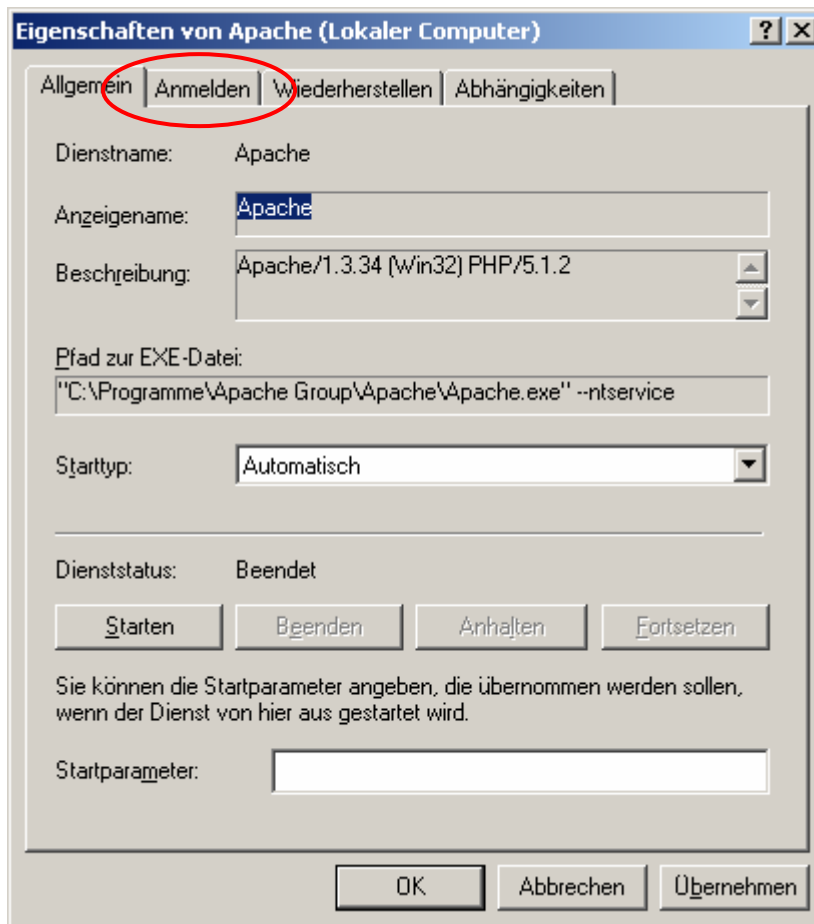 Eigenschaften von Apache (Lokaler Computer)
Allgemein Anmelden Wiederherstellen Abhängigkeiten
Dienstname: Apache
Anzeigename: Apache
Beschreibung: Apache/1.3.34 (Win32) PHP/5.1.2
Pfad zur EXE-Datei:
"C:\Programme\Apache Group\Apache\Apache.exe" --ntservice
Starttyp: Automatisch
Dienststatus: Beendet
Starten Beenden Anhalten Fortsetzen
Sie können die Startparameter angeben, die übernommen werden sollen,
wenn der Dienst von hier aus gestartet wird.
Startparameter:
OK Abbrechen Übernehmen